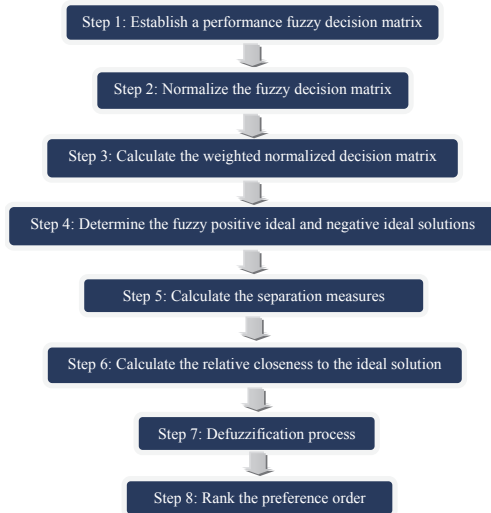 Step 1: Establish a performance fuzzy decision matrix
Step 2: Normalize the fuzzy decision matrix
Step 3: Calculate the weighted normalized decision matrix
Step 4: Determine the fuzzy positive ideal and negative ideal solutions
Step 5: Calculate the separation measures
Step 6: Calculate the relative closeness to the ideal solution
Step 7: Defuzzification process
Step 8: Rank the preference order